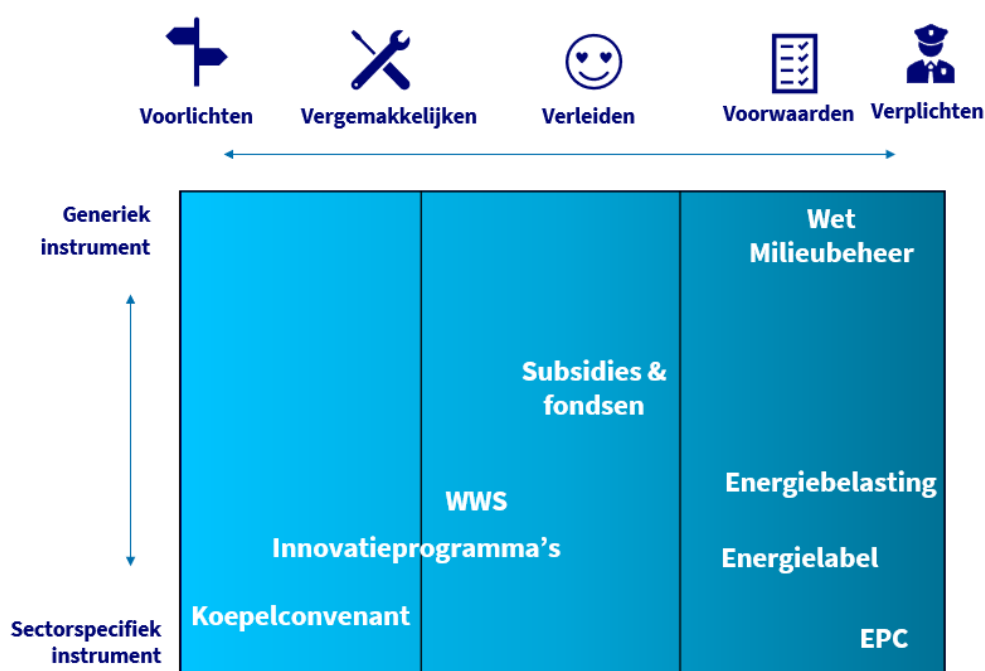 Voorlichten
Vergemakkelijken
Verleiden
Voorwaarden
Verplichten
Generiek
instrument
Wet
Milieubeheer
Subsidies &
fondsen
Energiebelasting
WWS
Innovatieprogramma's
Energielabel
Koepelconvenant
Sectorspecifiek
instrument
EPC